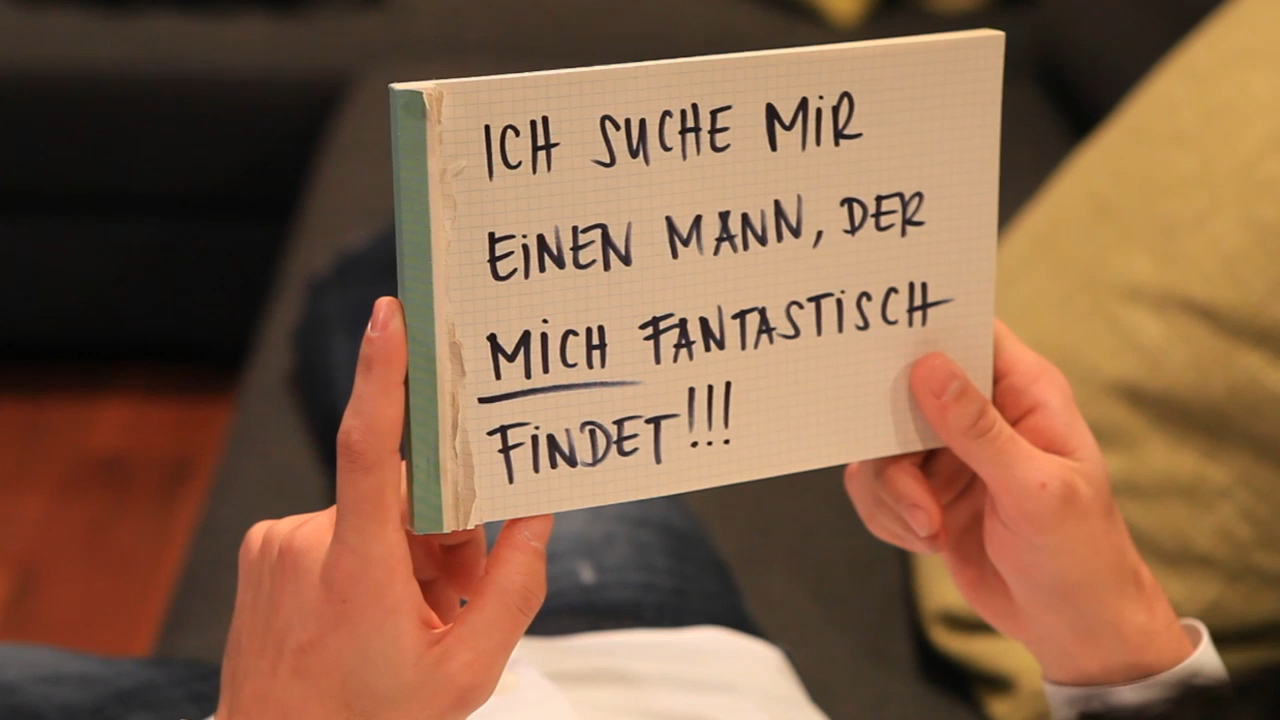 ICH SUCHE MIR
EINEN MANN, DER
MICH FANTASTISCH
FINDET!!!